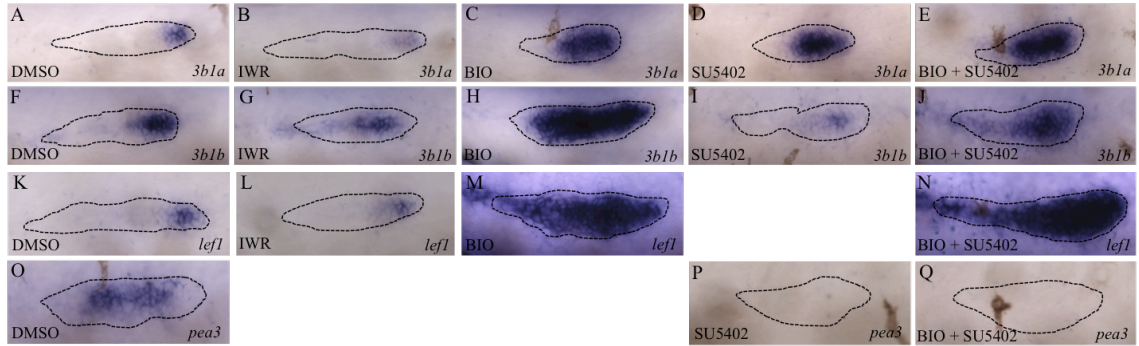 A B C D E
DMSO 3b1a IWR 3b1a BIO 3b1a SU5402 3b1a BIO + SU5402 3b1a
F G H I J
DMSO 3b1b IWR 3b1b BIO 3b1b SU5402 3b1b BIO + SU5402 3b1b
K L M N
DMSO lef1 IWR lef1 BIO lef1 BIO + SU5402 lef1
O P Q
DMSO pea3 SU5402 pea3 BIO + SU5402 pea3